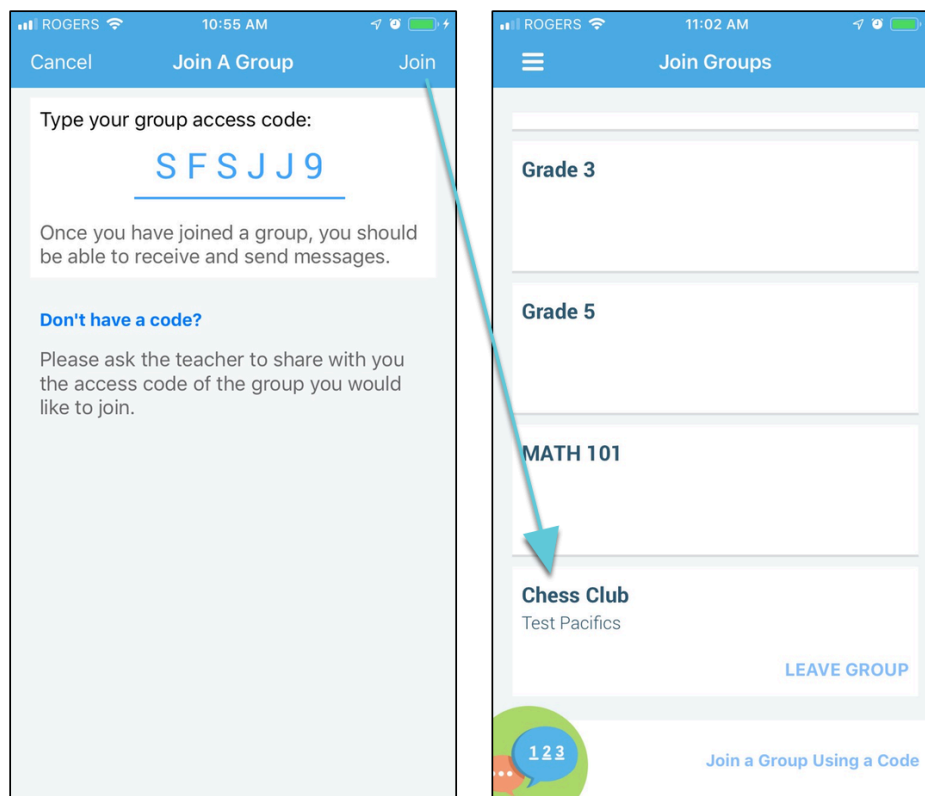 ROGERS 10:55 AM
Cancel Join A Group Join
Type your group access code:
SFSJJ9
Once you have joined a group, you should
be able to receive and send messages.
Don't have a code?
Please ask the teacher to share with you
the access code of the group you would
like to join.
ROGERS 11:02 AM
Join Groups
Grade 3
Grade 5
MATH 101
Chess Club
Test Pacifics
LEAVE GROUP
123
Join a Group Using a Code